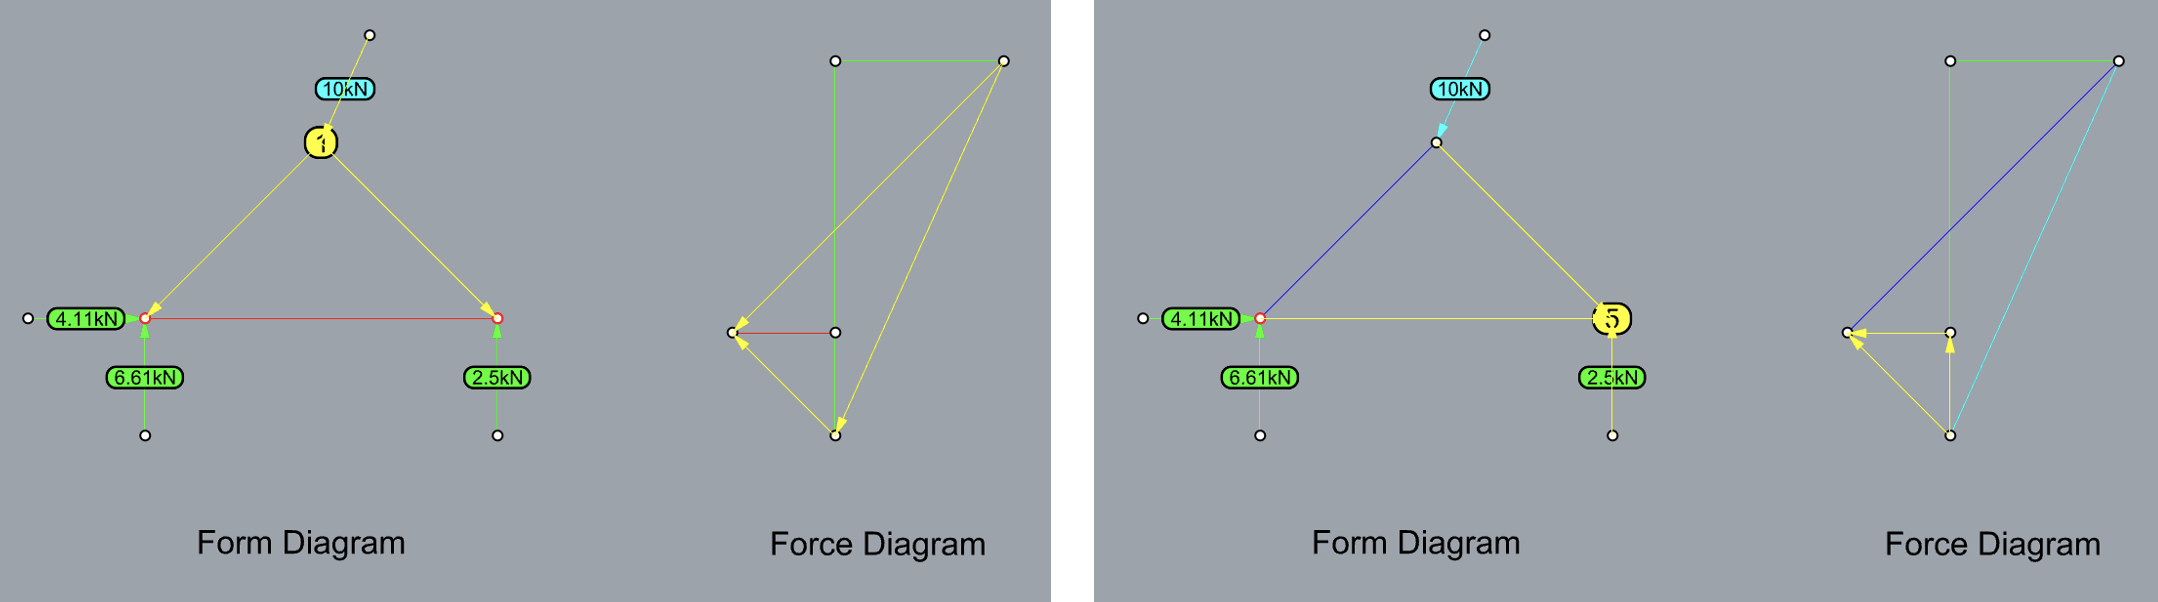 10kN
1
4.11kN
6.61kN
2.5kN
Form Diagram
Force Diagram
10kN
4.11kN
5
6.61kN
2.5kN
Form Diagram
Force Diagram